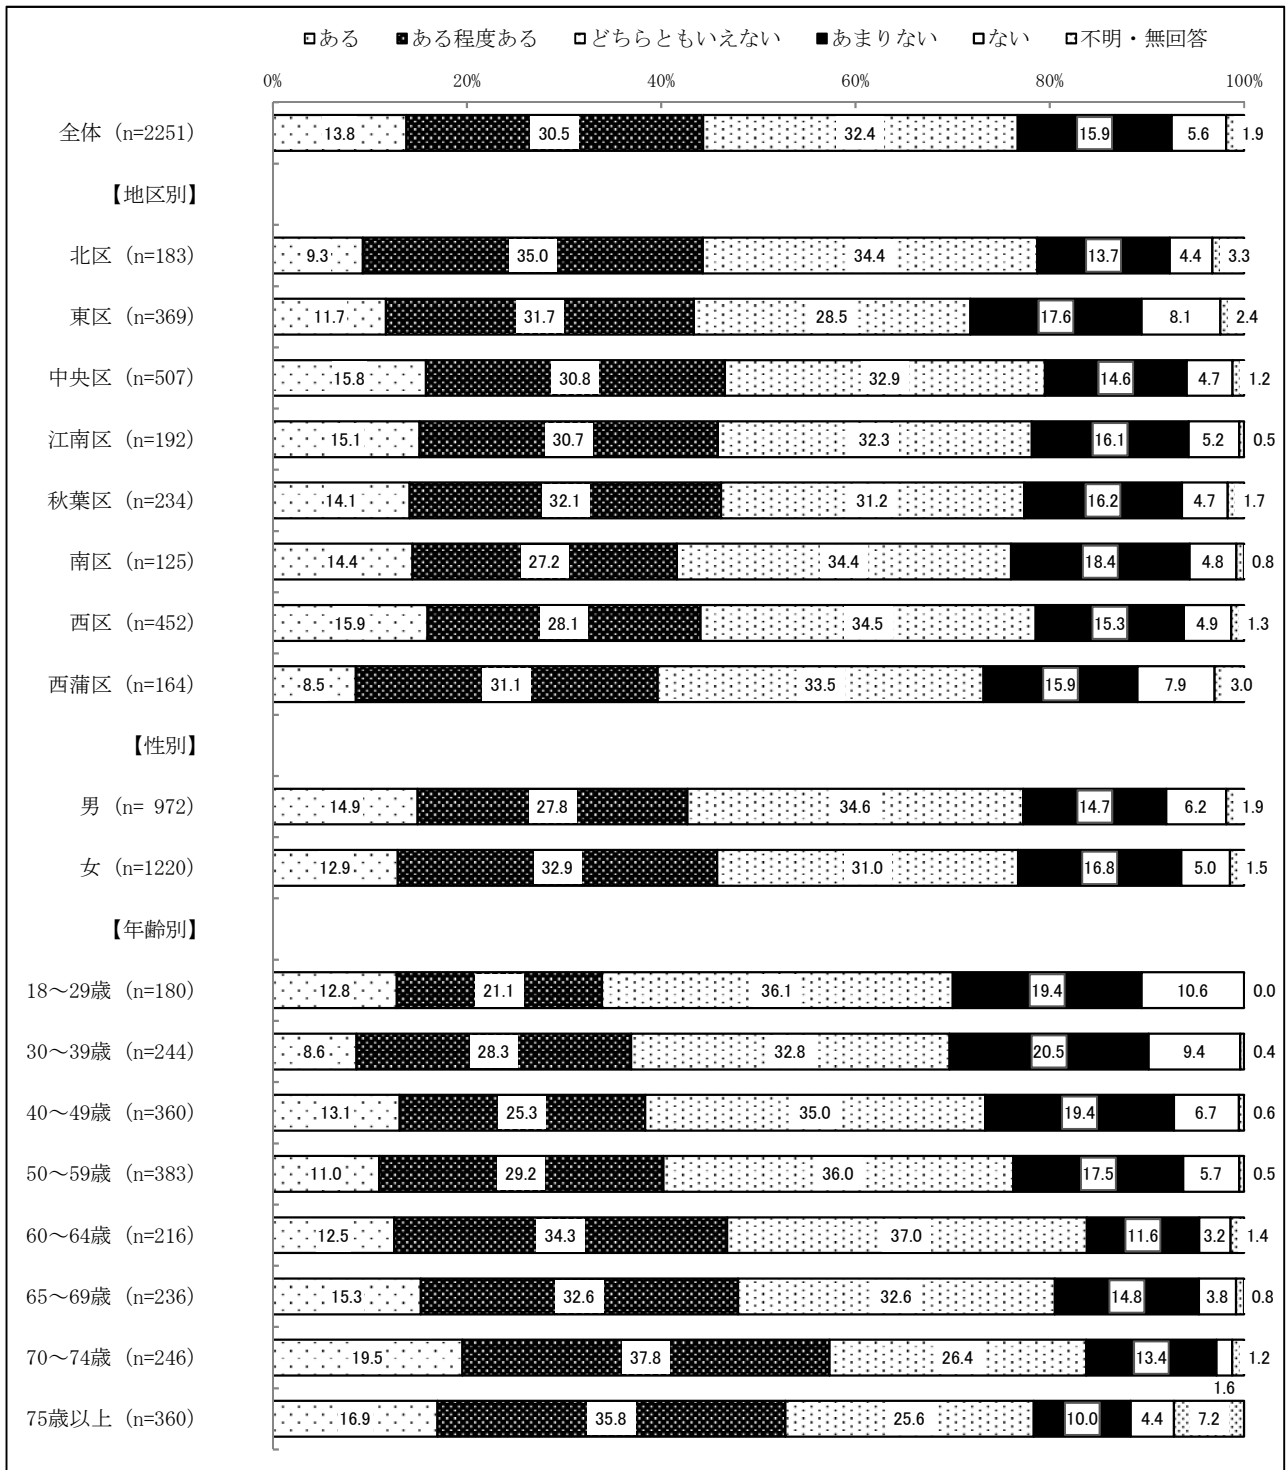 ある ある程度ある どちらともいえない あまりない ない 不明・無回答
0% 20% 40% 60% 80% 100%
全体 (n=2251) 13.8 30.5 32.4 15.9 5.6 1.9
【地区別】
北区 (n=183) 9.3 35.0 34.4 13.7 4.4 3.3
東区 (n=369) 11.7 31.7 28.5 17.6 8.1 2.4
中央区 (n=507) 15.8 30.8 32.9 14.6 4.7 1.2
江南区 (n=192) 15.1 30.7 32.3 16.1 5.2 0.5
秋葉区 (n=234) 14.1 32.1 31.2 16.2 4.7 1.7
南区 (n=125) 14.4 27.2 34.4 18.4 4.8 0.8
西区 (n=452) 15.9 28.1 34.5 15.3 4.9 1.3
西蒲区 (n=164) 8.5 31.1 33.5 15.9 7.9 3.0
【性別】
男 (n= 972) 14.9 27.8 34.6 14.7 6.2 1.9
女 (n=1220) 12.9 32.9 31.0 16.8 5.0 1.5
【年齢別】
18～29歳 (n=180) 12.8 21.1 36.1 19.4 10.6 0.0
30～39歳 (n=244) 8.6 28.3 32.8 20.5 9.4 0.4
40～49歳 (n=360) 13.1 25.3 35.0 19.4 6.7 0.6
50～59歳 (n=383) 11.0 29.2 36.0 17.5 5.7 0.5
60～64歳 (n=216) 12.5 34.3 37.0 11.6 3.2 1.4
65～69歳 (n=236) 15.3 32.6 32.6 14.8 3.8 0.8
70～74歳 (n=246) 19.5 37.8 26.4 13.4 1.2
1.6
75歳以上 (n=360) 16.9 35.8 25.6 10.0 4.4 7.2